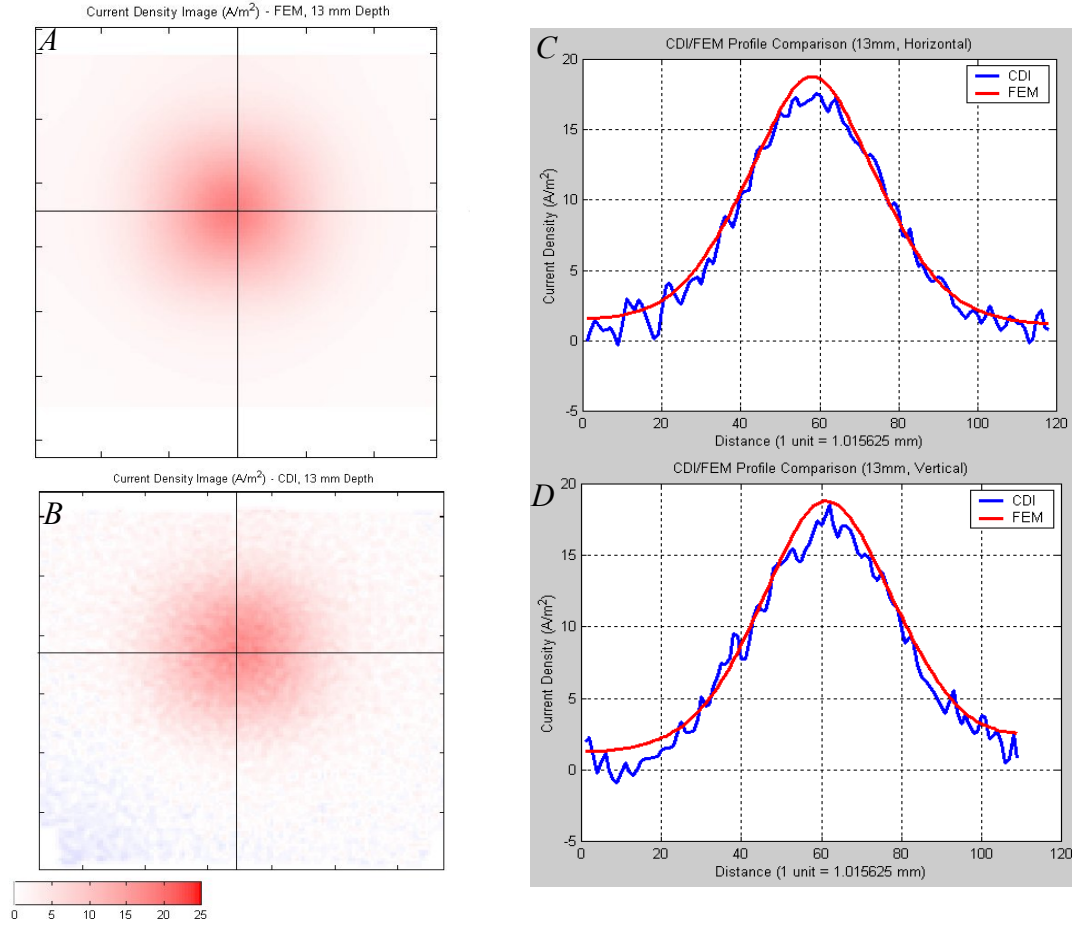 Current Density Image (A/m²) - FEM, 13 mm Depth
A
Current Density Image (A/m²) - CDI, 13 mm Depth
B
0 5 10 15 20 25
C
CDI/FEM Profile Comparison (13mm, Horizontal)
CDI
FEM
Current Density (A/m²)
20
15
10
5
0
-5
0 20 40 60 80 100 120
Distance (1 unit = 1.015625 mm)
D
CDI/FEM Profile Comparison (13mm, Vertical)
CDI
FEM
Current Density (A/m²)
20
15
10
5
0
-5
0 20 40 60 80 100 120
Distance (1 unit = 1.015625 mm)